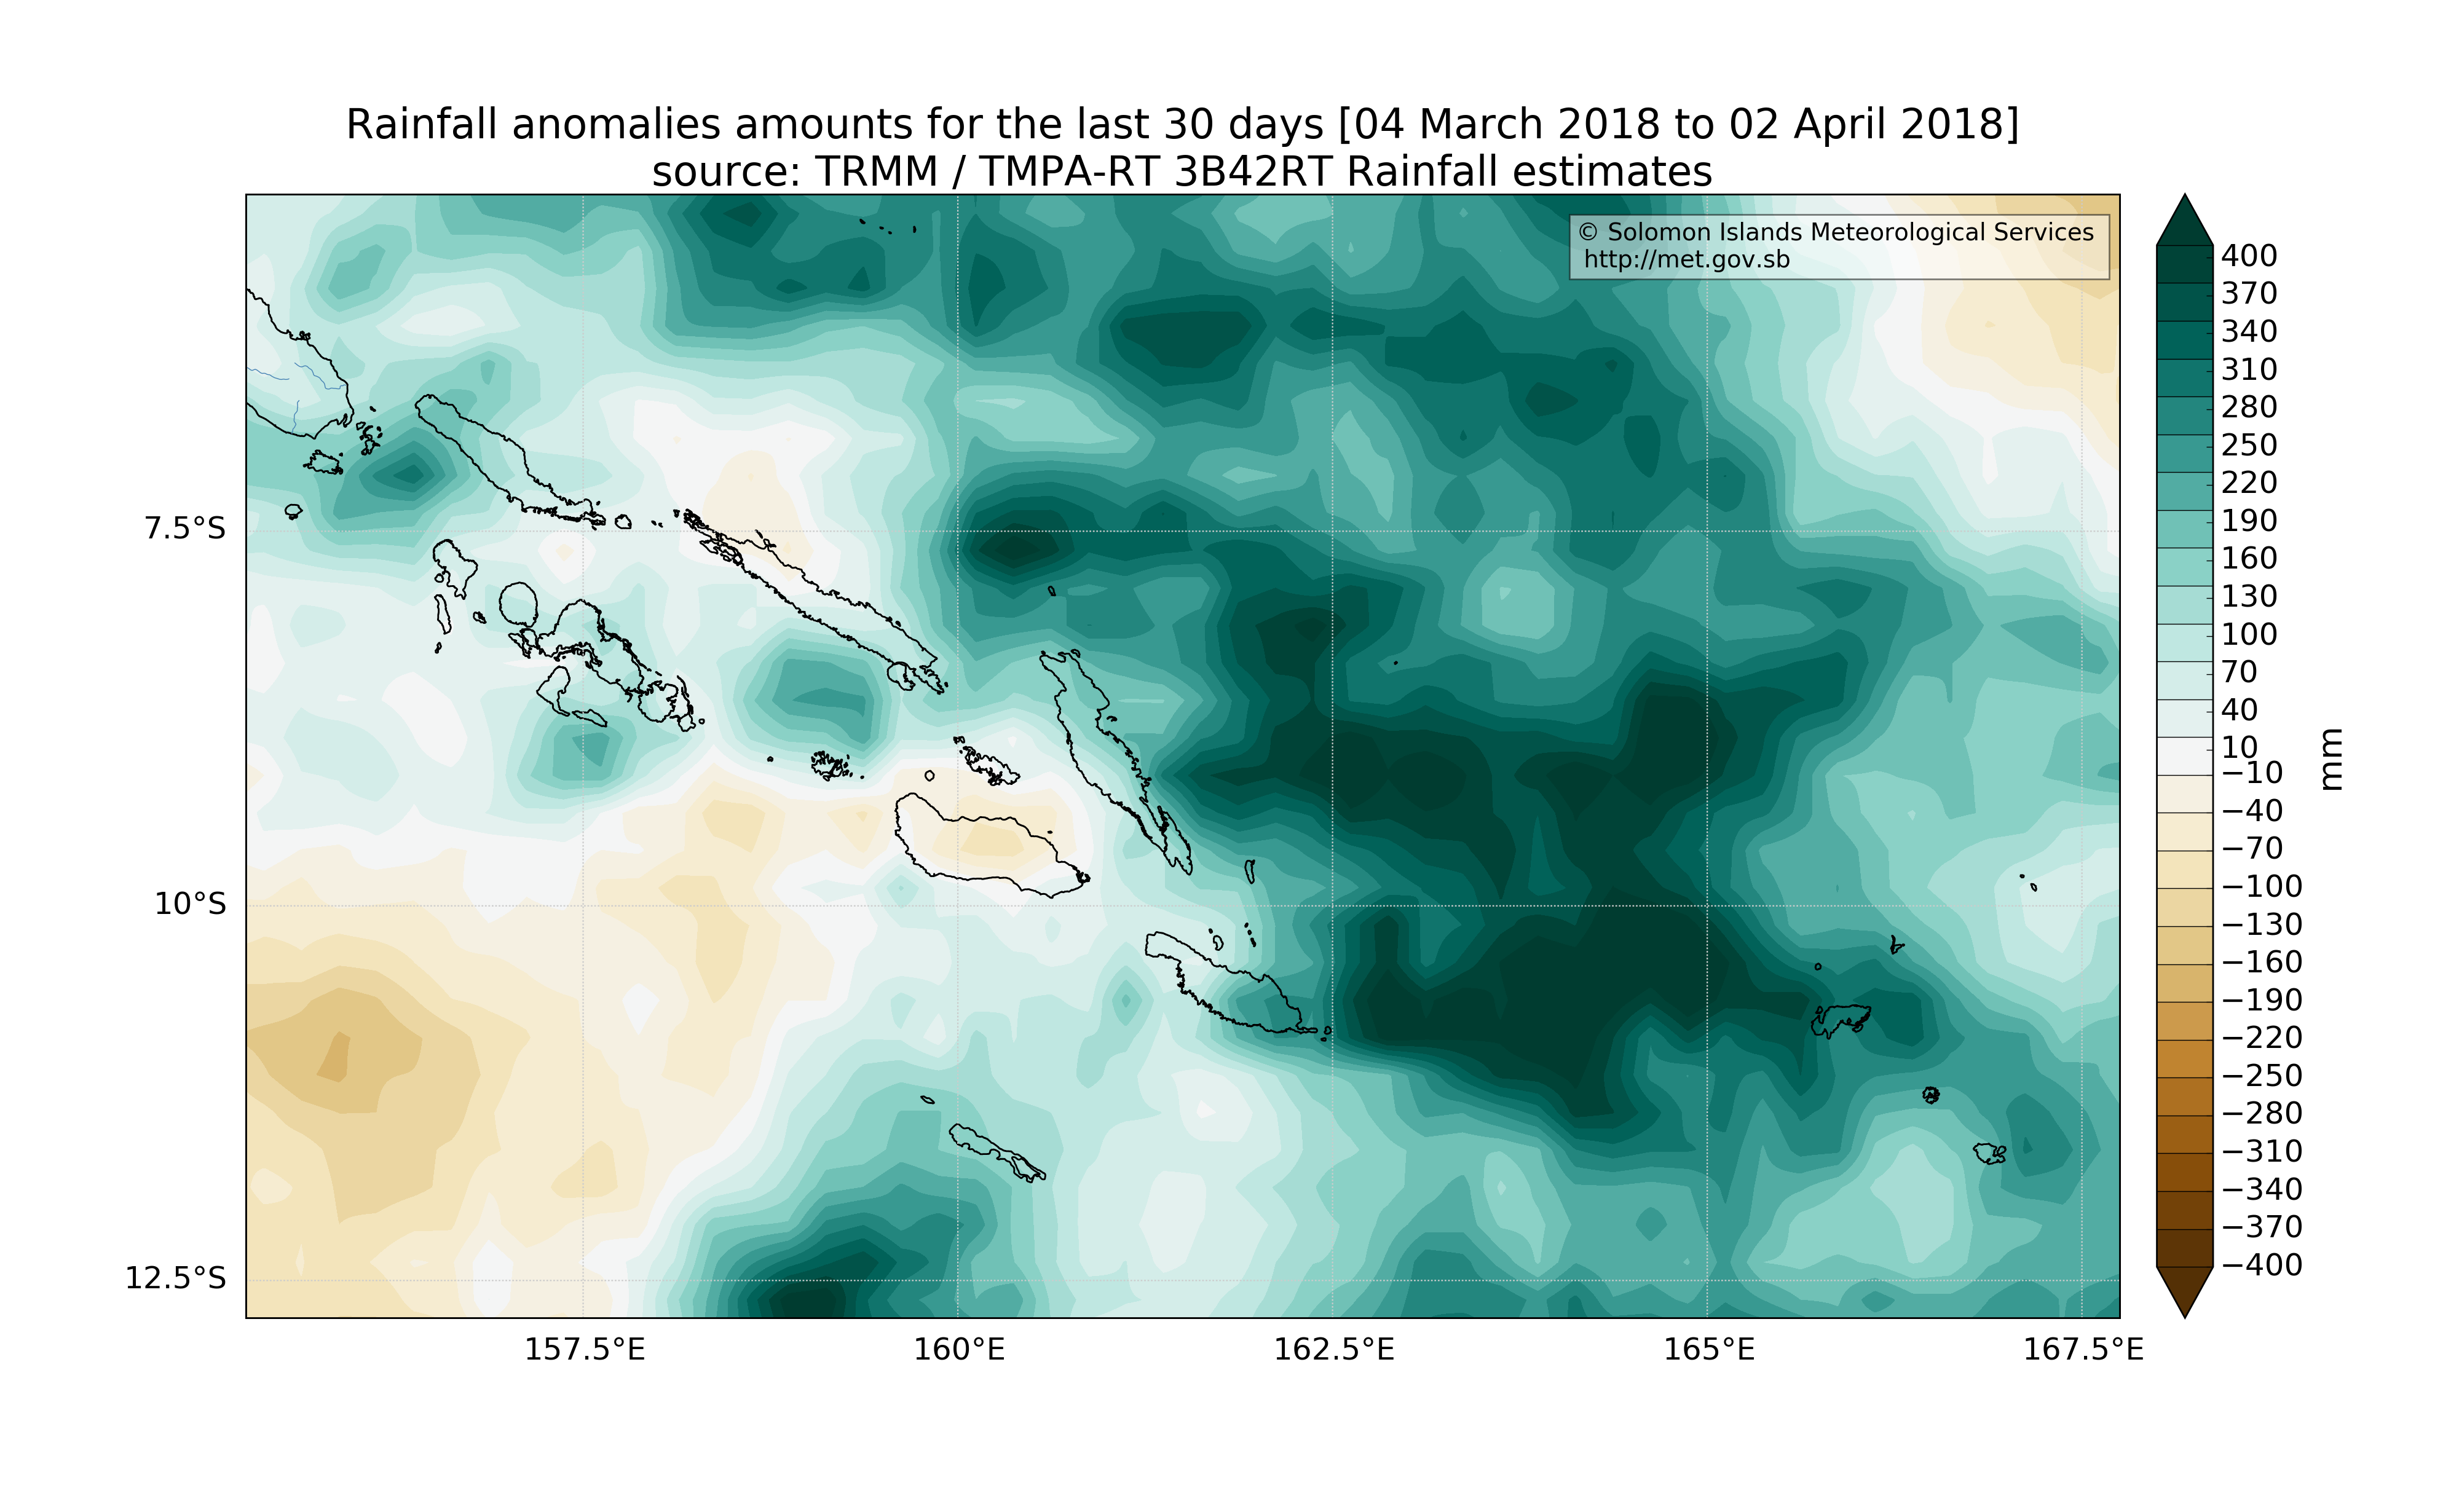 Rainfall anomalies amounts for the last 30 days [04 March 2018 to 02 April 2018]
source: TRMM / TMPA-RT 3B42RT Rainfall estimates
© Solomon Islands Meteorological Services
http://met.gov.sb
7.5°S
10°S
12.5°S
157.5°E
160°E
162.5°E
165°E
167.5°E
400
370
340
310
280
250
220
190
160
130
100
70
40
10
−10
−40
−70
−100
−130
−160
−190
−220
−250
−280
−310
−340
−370
−400
mm